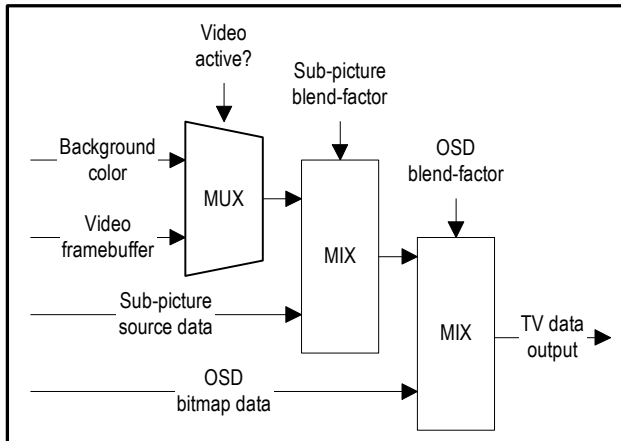 Video
active?
Sub-picture
blend-factor
OSD
blend-factor
Background
color
MUX
Video
framebuffer
MIX
Sub-picture
source data
MIX
TV data
output
OSD
bitmap data